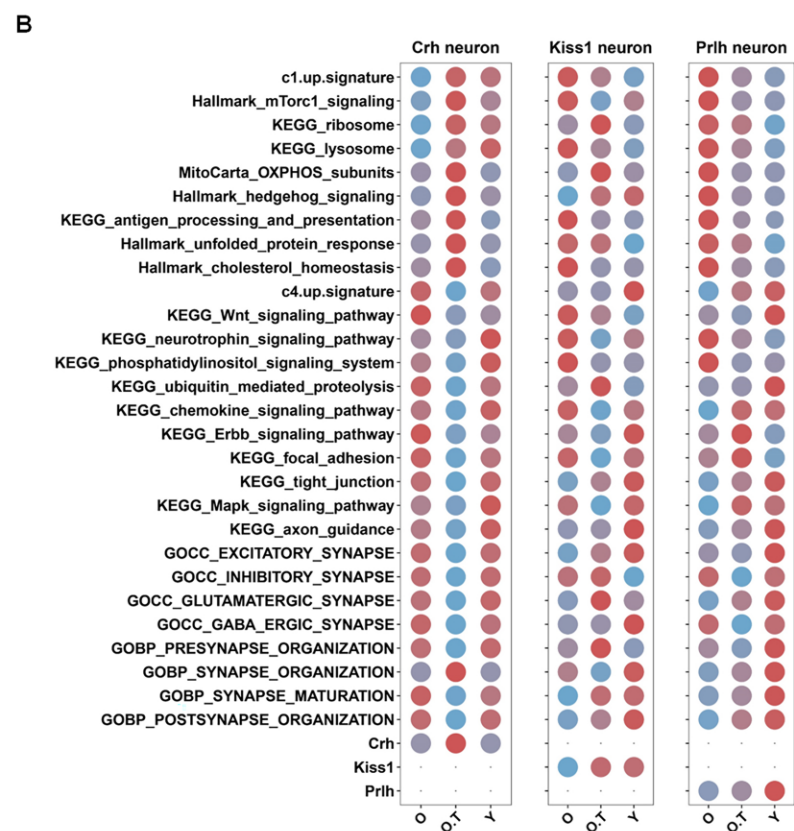 B
Crh neuron Kiss1 neuron Prlh neuron
c1.up.signature
Hallmark_mTorc1_signaling
KEGG_ribosome
KEGG_lysosome
MitoCarta_OXPHOS_subunits
Hallmark_hedgehog_signaling
KEGG_antigen_processing_and_presentation
Hallmark_unfolded_protein_response
Hallmark_cholesterol_homeostasis
c4.up.signature
KEGG_Wnt_signaling_pathway
KEGG_neurotrophin_signaling_pathway
KEGG_phosphatidylinositol_signaling_system
KEGG_ubiquitin_mediated_proteolysis
KEGG_chemokine_signaling_pathway
KEGG_Erbb_signaling_pathway
KEGG_focal_adhesion
KEGG_tight_junction
KEGG_Mapk_signaling_pathway
KEGG_axon_guidance
GOCC_EXCITATORY_SYNAPSE
GOCC_INHIBITORY_SYNAPSE
GOCC_GLUTAMATERGIC_SYNAPSE
GOCC_GABA_ERGIC_SYNAPSE
GOBP_PRESYNAPSE_ORGANIZATION
GOBP_SYNAPSE_ORGANIZATION
GOBP_SYNAPSE_MATURATION
GOBP_POSTSYNAPSE_ORGANIZATION
Crh
Kiss1
Prlh
O O.T Y O O.T Y O O.T Y